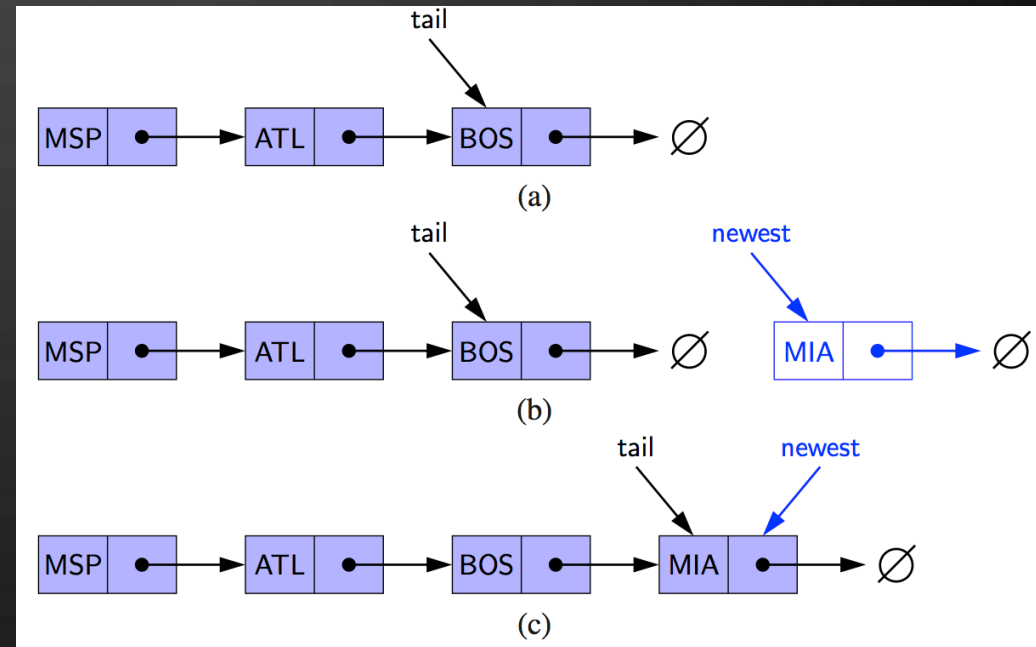 tail
MSP ATL BOS ∅
(a)
tail newest
MSP ATL BOS ∅ MIA ∅
(b)
tail newest
MSP ATL BOS MIA ∅
(c)